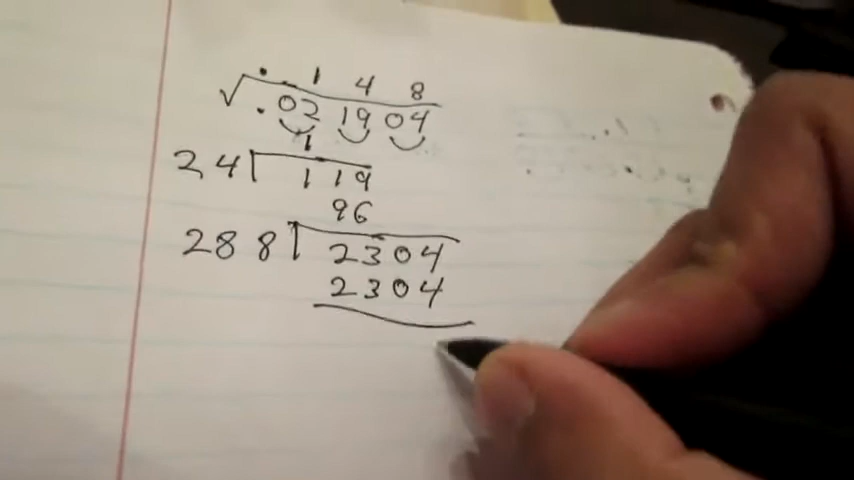 . 1 4 8
√ .02 19 04
1
24 119
96
288 2304
2304